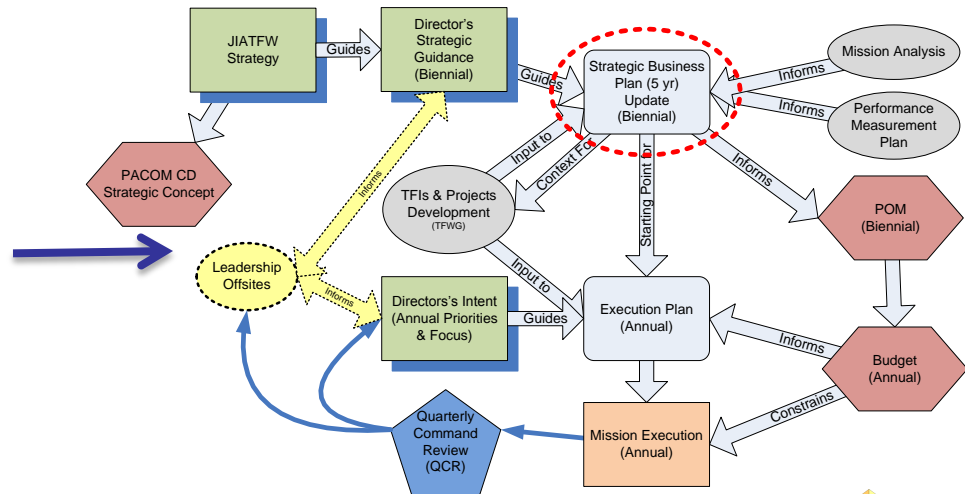 JIATFW
Strategy
Guides
Director's
Strategic
Guidance
(Biennial)
Guides
Strategic Business
Plan (5 yr)
Update
(Biennial)
Informs
Mission Analysis
Informs
Performance
Measurement
Plan
PACOM CD
Strategic Concept
Informs
Input to
Context For
Starting Point for
Informs
TFIs & Projects
Development
(TFWG)
POM
(Biennial)
Leadership
Offsites
Informs
Input to
Directors's Intent
(Annual Priorities
& Focus)
Guides
Execution Plan
(Annual)
Informs
Budget
(Annual)
Constrains
Quarterly
Command
Review
(QCR)
Mission Execution
(Annual)